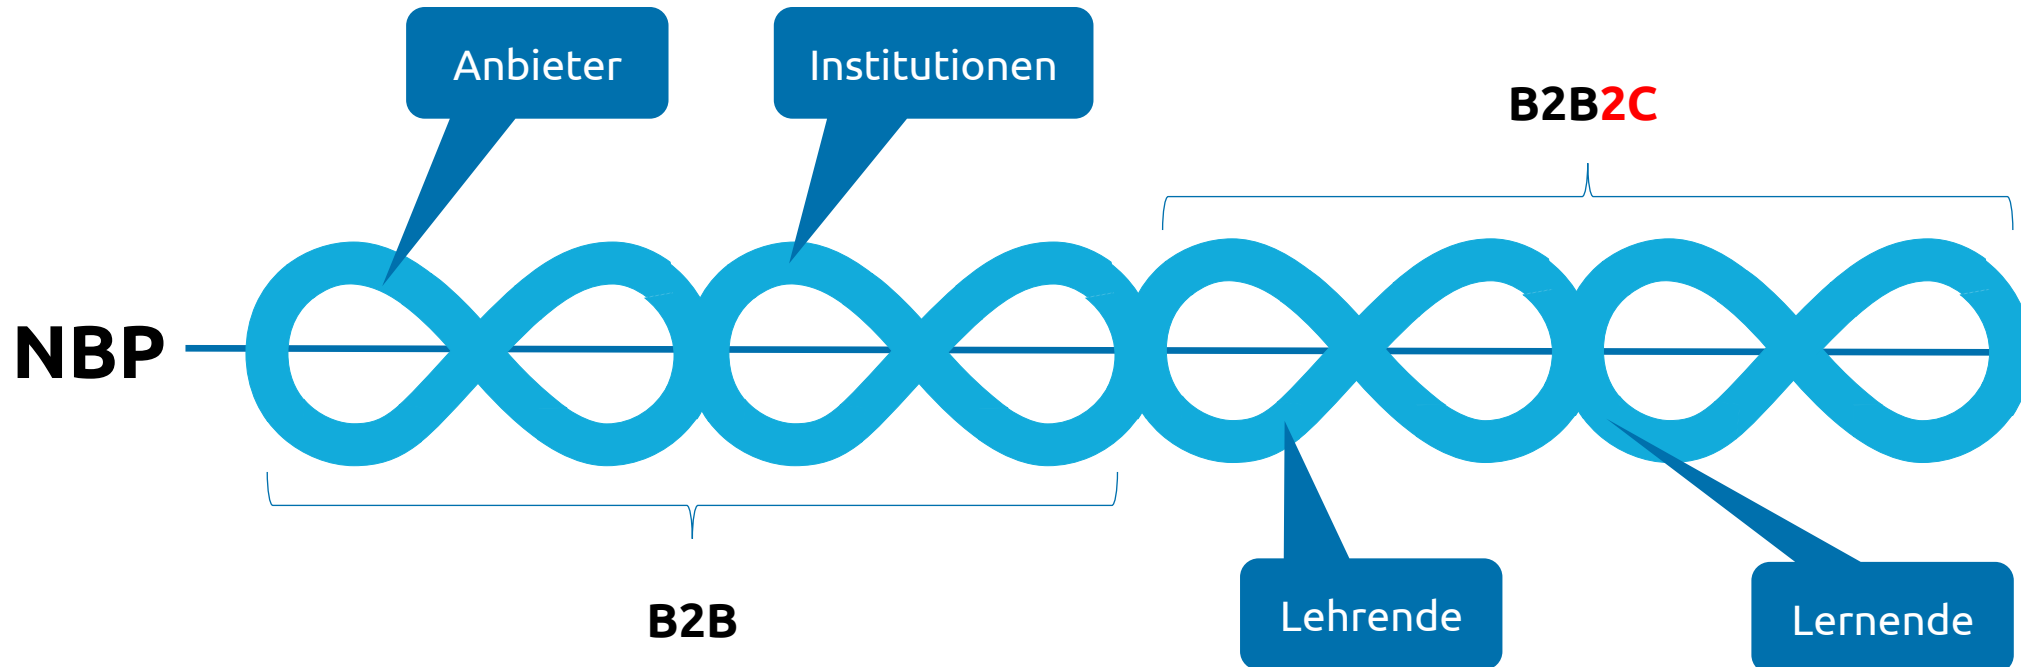 Anbieter
Institutionen
B2B2C
NBP
B2B
Lehrende
Lernende